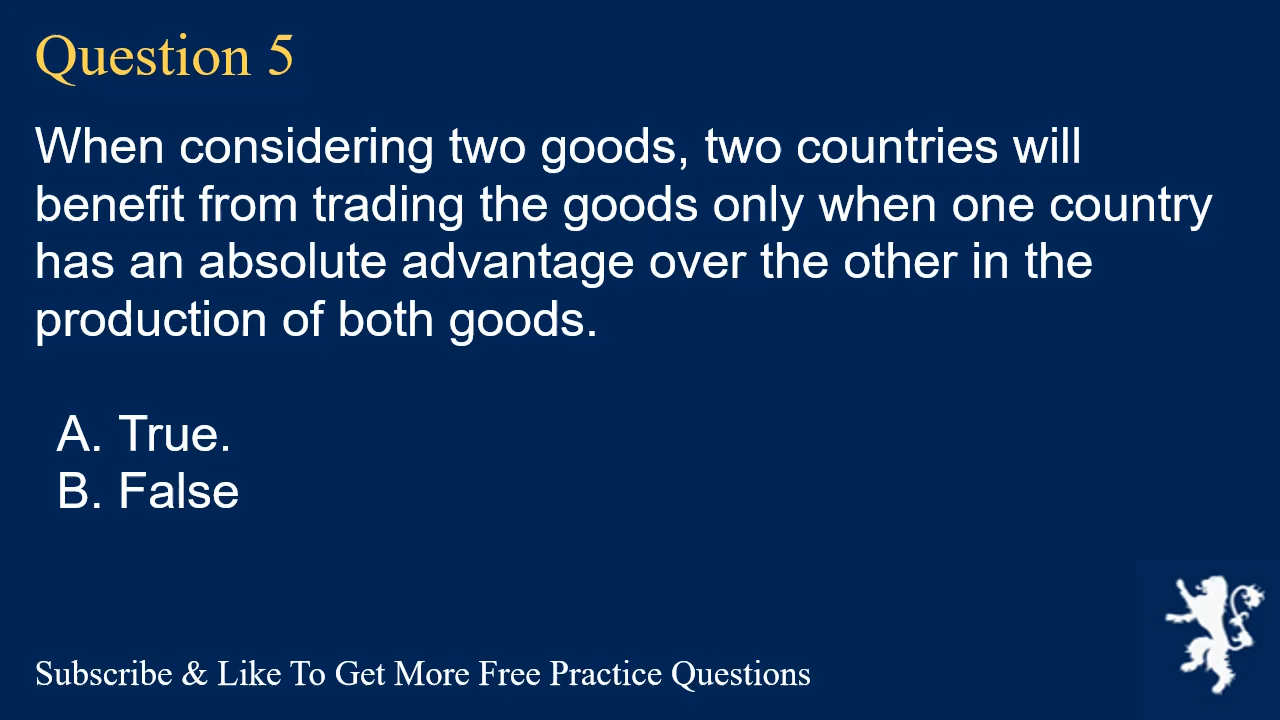 Question 5
When considering two goods, two countries will
benefit from trading the goods only when one country
has an absolute advantage over the other in the
production of both goods.
A. True.
B. False
Subscribe & Like To Get More Free Practice Questions